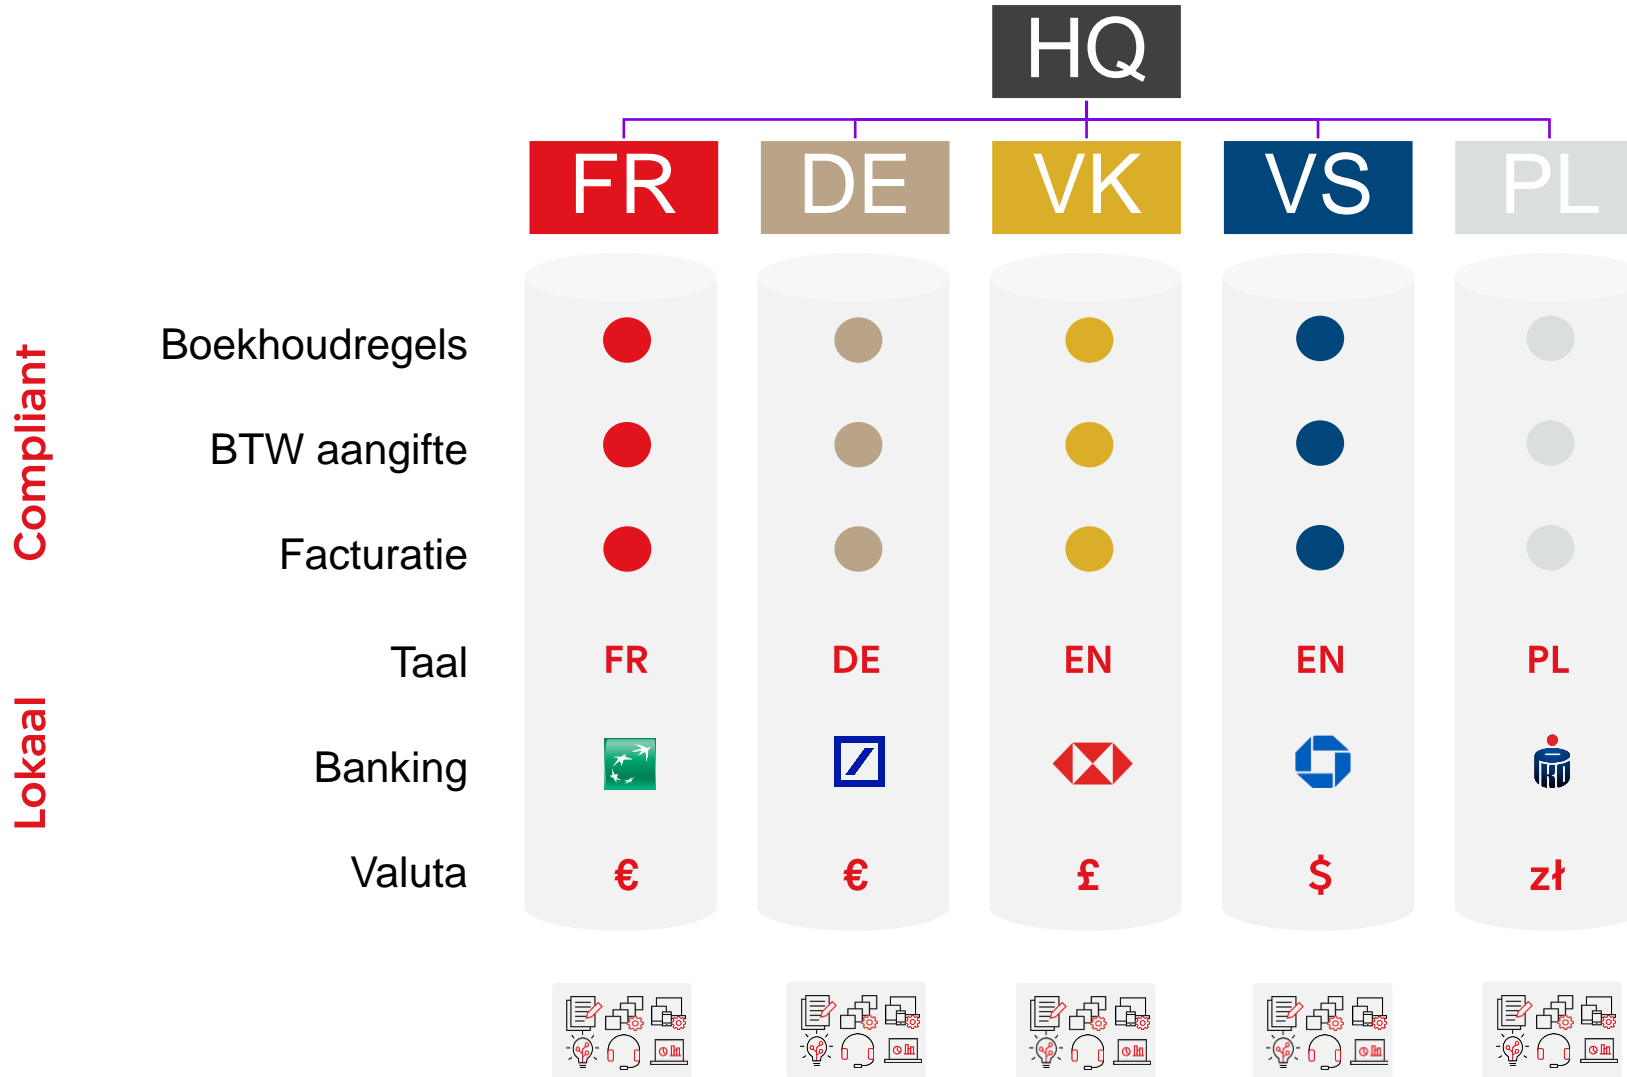 HQ
FR DE VK VS PL
Compliant
Boekhoudregels
BTW aangifte
Facturatie
Lokaal
Taal FR DE EN EN PL
Banking PKO
Valuta € € £ $ zł